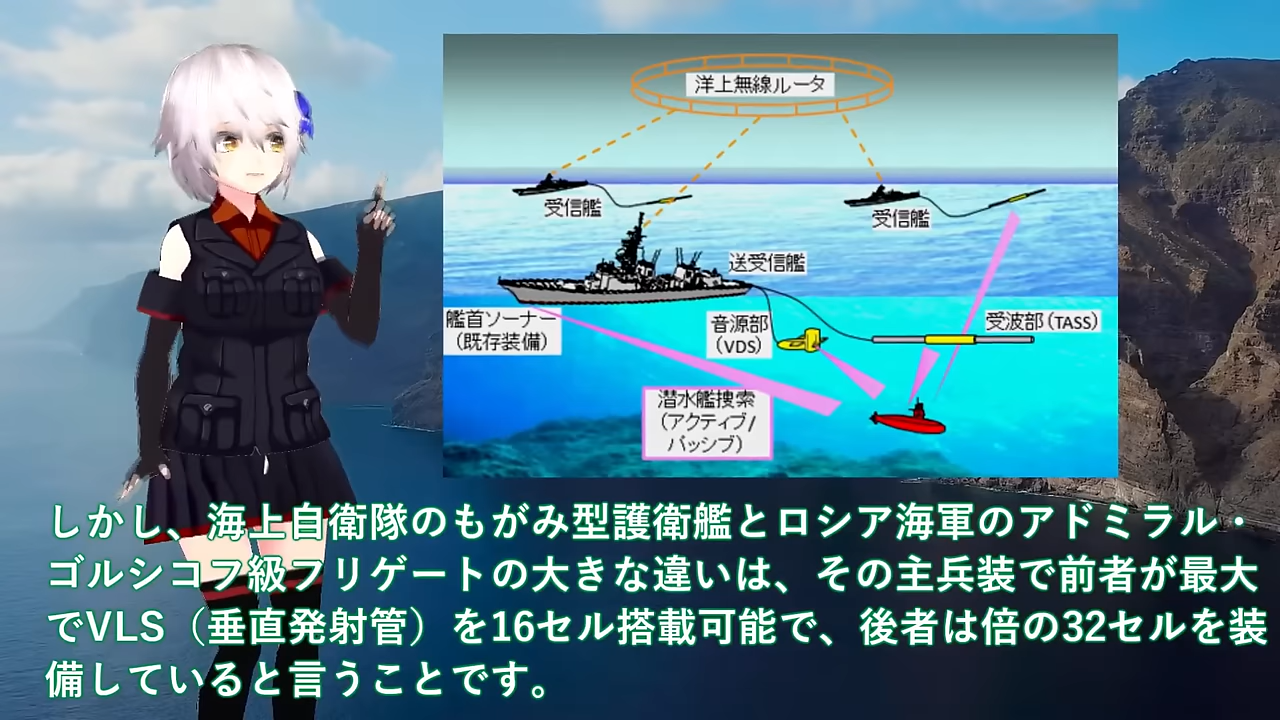 洋上無線ルータ
受信艦
受信艦
送受信艦
艦首ソーナー
（既存装備）
音源部
（VDS）
受波部（TASS）
潜水艦捜索
（アクティブ/
パッシブ）
しかし、海上自衛隊のもがみ型護衛艦とロシア海軍のアドミラル・
ゴルシコフ級フリゲートの大きな違いは、その主兵装で前者が最大
でVLS（垂直発射管）を16セル搭載可能で、後者は倍の32セルを装
備していると言うことです。